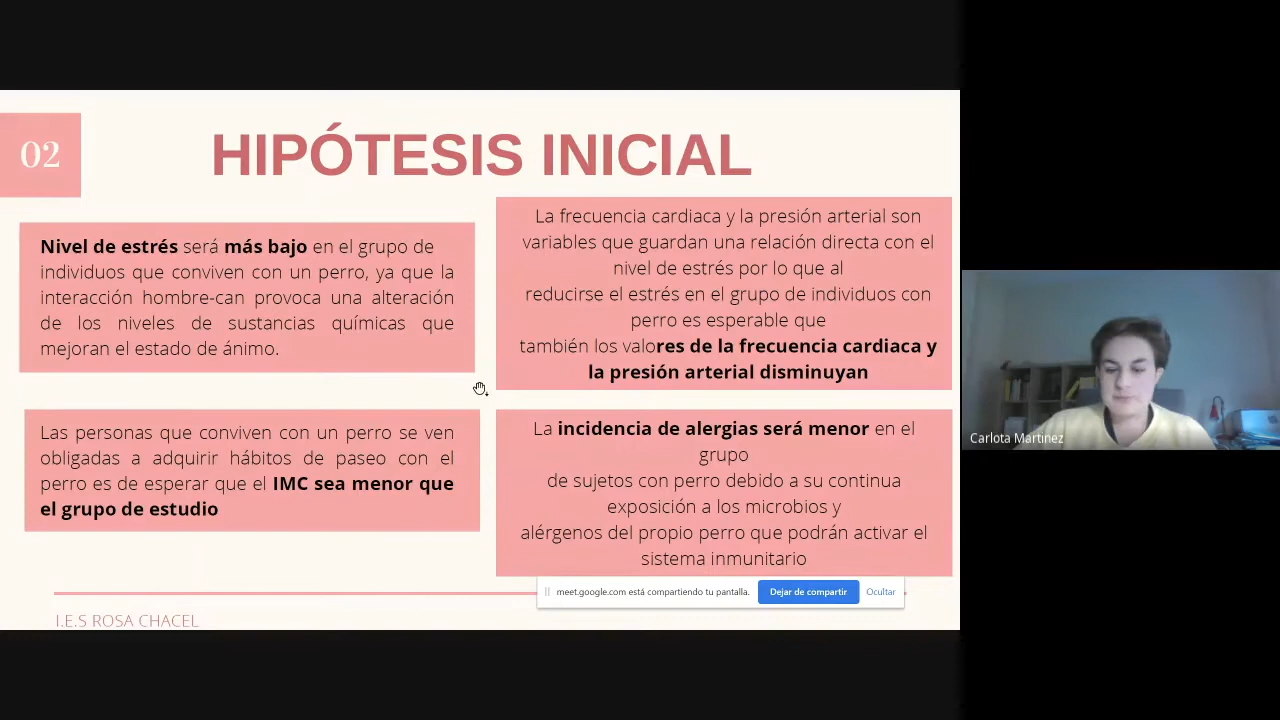 02
HIPÓTESIS INICIAL
Nivel de estrés será más bajo en el grupo de
individuos que conviven con un perro, ya que la
interacción hombre-can provoca una alteración
de los niveles de sustancias químicas que
mejoran el estado de ánimo.
La frecuencia cardiaca y la presión arterial son
variables que guardan una relación directa con el
nivel de estrés por lo que al
reducirse el estrés en el grupo de individuos con
perro es esperable que
también los valores de la frecuencia cardiaca y
la presión arterial disminuyan
Las personas que conviven con un perro se ven
obligadas a adquirir hábitos de paseo con el
perro es de esperar que el IMC sea menor que
el grupo de estudio
La incidencia de alergias será menor en el
grupo
de sujetos con perro debido a su continua
exposición a los microbios y
alérgenos del propio perro que podrán activar el
sistema inmunitario
meet.google.com está compartiendo tu pantalla.
Dejar de compartir
Ocultar
I.E.S ROSA CHACEL
Carlota Martinez